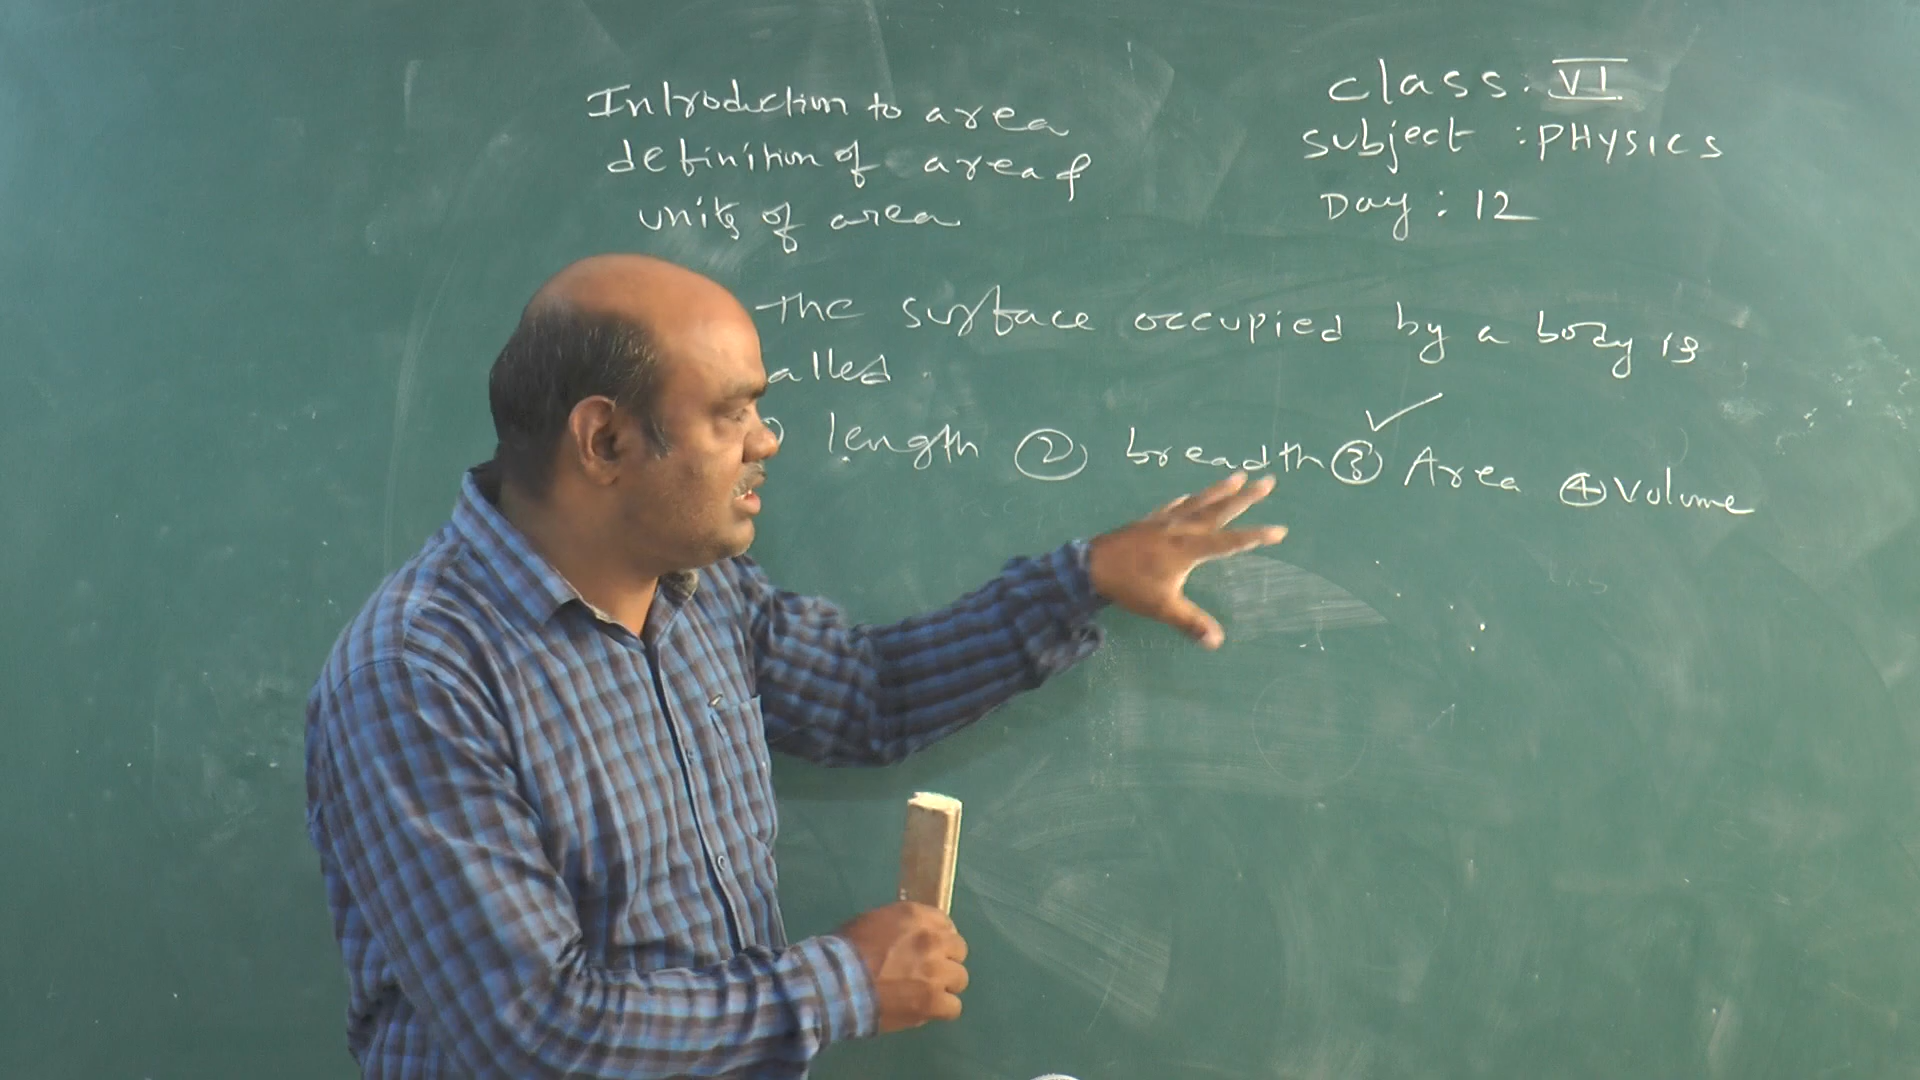 Introduction to area
definition of area &
units of area
class: VI
subject : PHYSICS
Day: 12
The surface occupied by a body is
alled
length ② breadth ③ Area ④ Volume